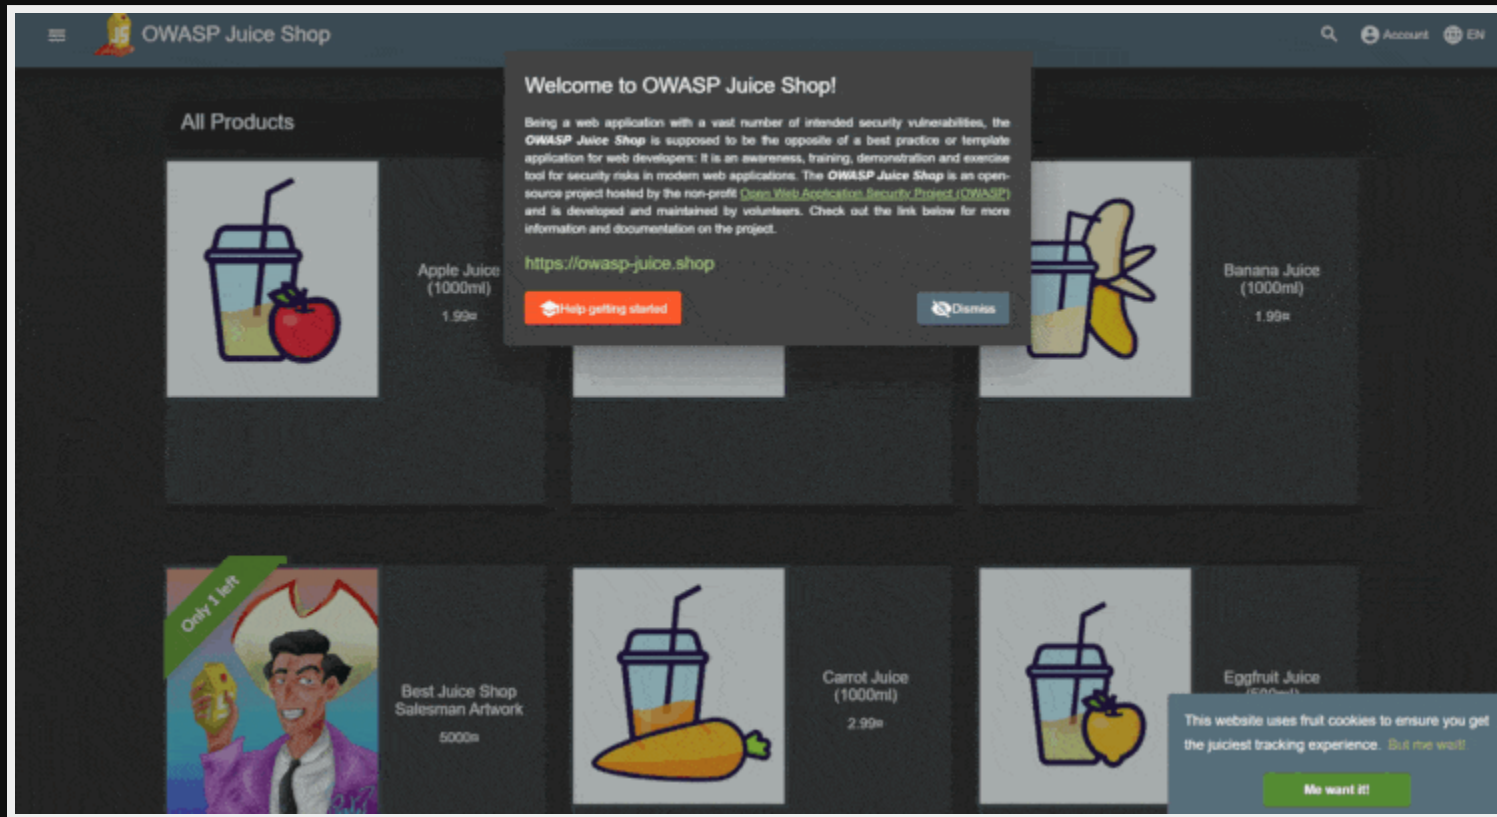 OWASP Juice Shop
Account
EN
All Products
Welcome to OWASP Juice Shop!
Being a web application with a vast number of intended security vulnerabilities, the
OWASP Juice Shop is supposed to be the opposite of a best practice or template
application for web developers: It is an awareness, training, demonstration and exercise
tool for security risks in modern web applications. The OWASP Juice Shop is an open-
source project hosted by the non-profit Open Web Application Security Project (OWASP)
and is developed and maintained by volunteers. Check out the link below for more
information and documentation on the project.
https://owasp-juice.shop
Help getting started
Dismiss
Apple Juice
(1000ml)
1.99¤
Banana Juice
(1000ml)
1.99¤
Only 1 left
Best Juice Shop
Salesman Artwork
5000¤
Carrot Juice
(1000ml)
2.99¤
Eggfruit Juice
This website uses fruit cookies to ensure you get
the juiciest tracking experience. But me wait!
Me want it!